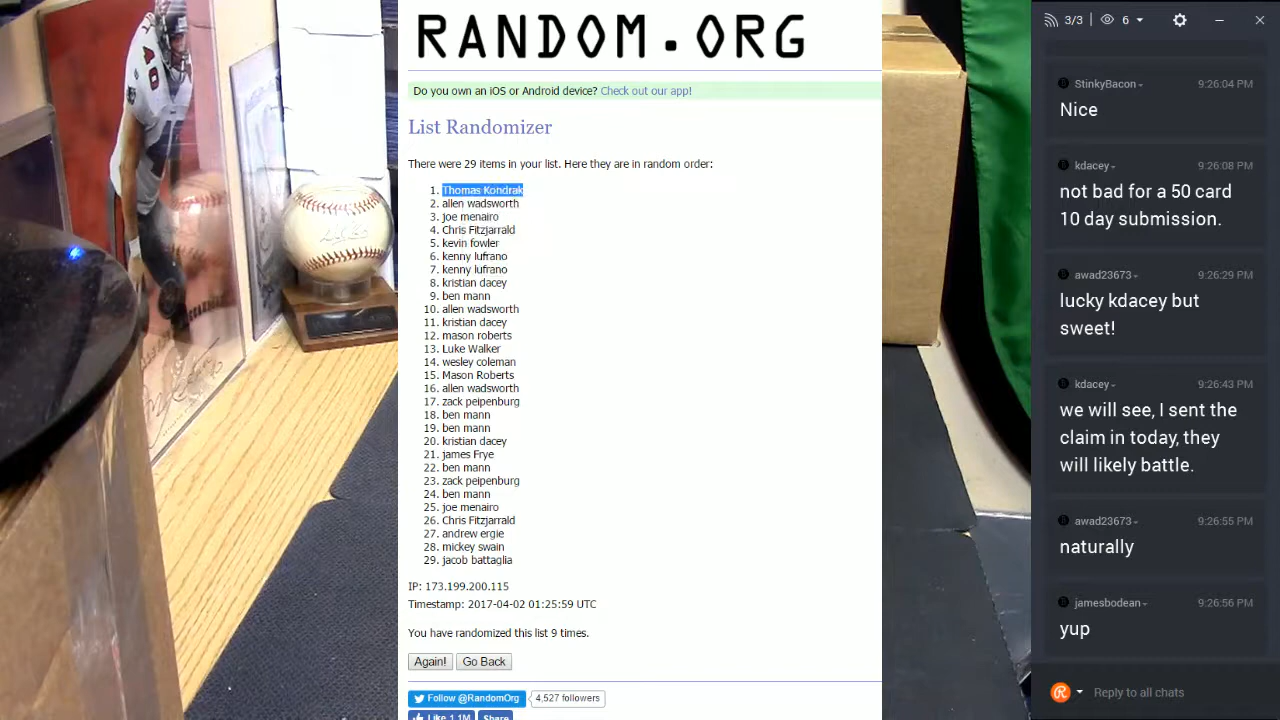 RANDOM.ORG
Do you own an iOS or Android device? Check out our app!
List Randomizer
There were 29 items in your list. Here they are in random order:
1. Thomas Kondrak
2. allen wadsworth
3. joe menairo
4. Chris Fitzjarrald
5. kevin fowler
6. kenny lufrano
7. kenny lufrano
8. kristian dacey
9. ben mann
10. allen wadsworth
11. kristian dacey
12. mason roberts
13. Luke Walker
14. wesley coleman
15. Mason Roberts
16. allen wadsworth
17. zack peipenburg
18. ben mann
19. ben mann
20. kristian dacey
21. james Frye
22. ben mann
23. zack peipenburg
24. ben mann
25. joe menairo
26. Chris Fitzjarrald
27. andrew ergie
28. mickey swain
29. jacob battaglia
IP: 173.199.200.115
Timestamp: 2017-04-02 01:25:59 UTC
You have randomized this list 9 times.
Again! Go Back
Follow @RandomOrg 4,527 followers
Like 1.1M Share
3/3 6
StinkyBacon 9:26:04 PM
Nice
kdacey 9:26:08 PM
not bad for a 50 card
10 day submission.
awad23673 9:26:29 PM
lucky kdacey but
sweet!
kdacey 9:26:43 PM
we will see, I sent the
claim in today, they
will likely battle.
awad23673 9:26:55 PM
naturally
jamesbodean 9:26:56 PM
yup
Reply to all chats